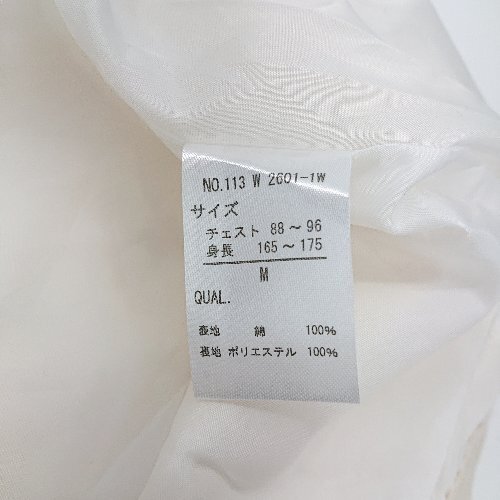 NO.113 W 2601-1W
サイズ
チェスト 88～96
身長 165～175
M
QUAL.
表地 綿 100%
裏地 ポリエステル 100%